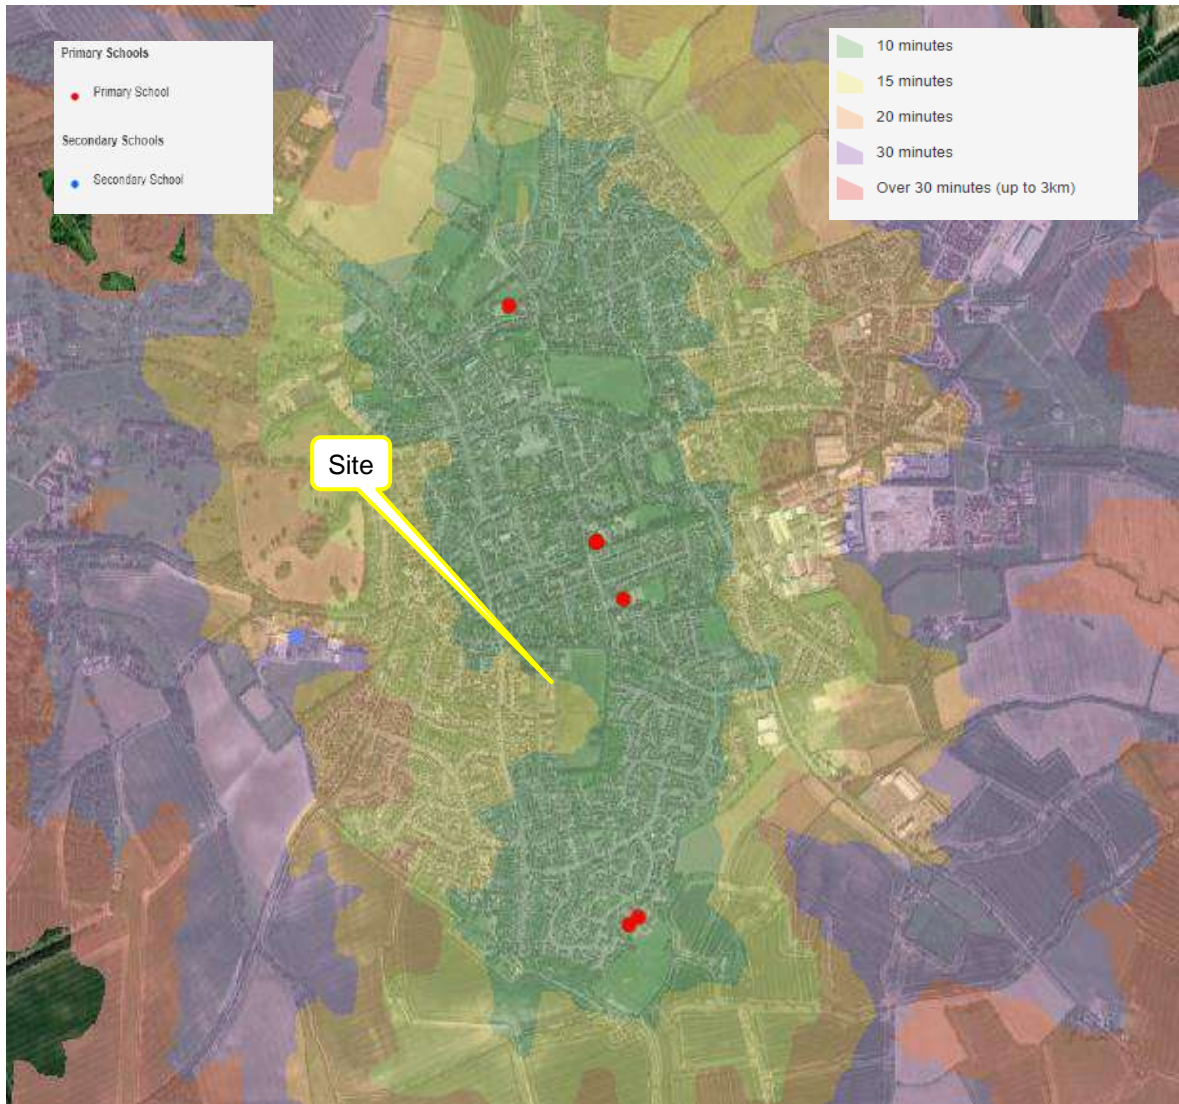 Primary Schools
Primary School
Secondary Schools
Secondary School
10 minutes
15 minutes
20 minutes
30 minutes
Over 30 minutes (up to 3km)
Site